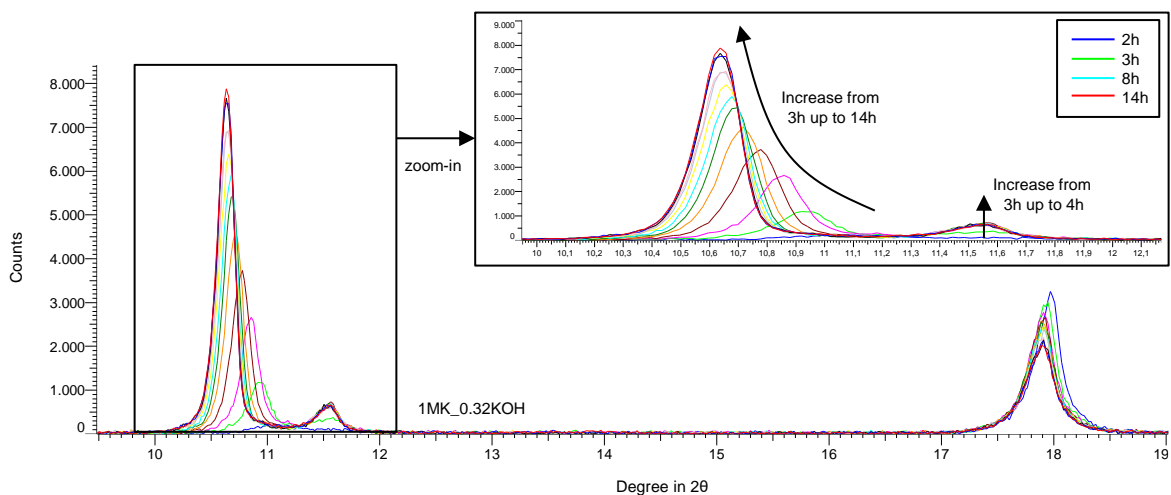 9.000
8.000
7.000
6.000
5.000
4.000
3.000
2.000
1.000
0
10 10,1 10,2 10,3 10,4 10,5 10,6 10,7 10,8 10,9 11 11,1 11,2 11,3 11,4 11,5 11,6 11,7 11,8 11,9 12 12,1
Increase from
3h up to 14h
Increase from
3h up to 4h
2h
3h
8h
14h
zoom-in
8.000
7.000
6.000
5.000
4.000
3.000
2.000
1.000
0
Counts
1MK_0.32KOH
10 11 12 13 14 15 16 17 18 19
Degree in 2θ